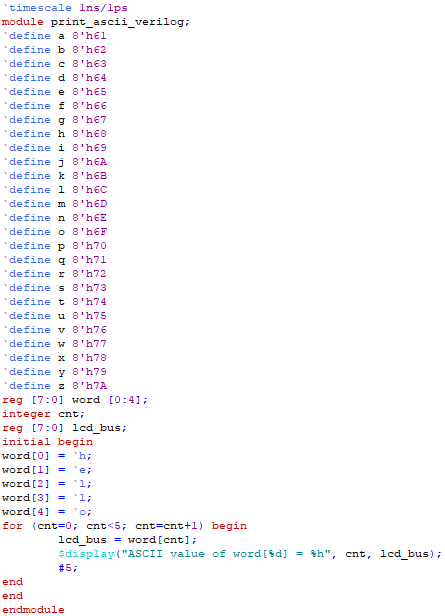 `timescale 1ns/1ps
module print_ascii_verilog;
`define a 8'h61
`define b 8'h62
`define c 8'h63
`define d 8'h64
`define e 8'h65
`define f 8'h66
`define g 8'h67
`define h 8'h68
`define i 8'h69
`define j 8'h6A
`define k 8'h6B
`define l 8'h6C
`define m 8'h6D
`define n 8'h6E
`define o 8'h6F
`define p 8'h70
`define q 8'h71
`define r 8'h72
`define s 8'h73
`define t 8'h74
`define u 8'h75
`define v 8'h76
`define w 8'h77
`define x 8'h78
`define y 8'h79
`define z 8'h7A
reg [7:0] word [0:4];
integer cnt;
reg [7:0] lcd_bus;
initial begin
word[0] = `h;
word[1] = `e;
word[2] = `l;
word[3] = `l;
word[4] = `o;
for (cnt=0; cnt<5; cnt=cnt+1) begin
        lcd_bus = word[cnt];
        $display("ASCII value of word[%d] = %h", cnt, lcd_bus);
        #5;
end
end
endmodule